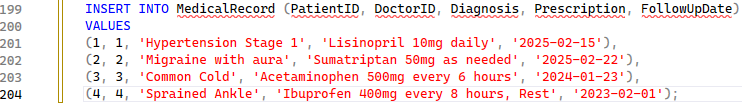 199 INSERT INTO MedicalRecord (PatientID, DoctorID, Diagnosis, Prescription, FollowUpDate)
200 VALUES
201 (1, 1, 'Hypertension Stage 1', 'Lisinopril 10mg daily', '2025-02-15'),
202 (2, 2, 'Migraine with aura', 'Sumatriptan 50mg as needed', '2025-02-22'),
203 (3, 3, 'Common Cold', 'Acetaminophen 500mg every 6 hours', '2024-01-23'),
204 (4, 4, 'Sprained Ankle', 'Ibuprofen 400mg every 8 hours, Rest', '2023-02-01');